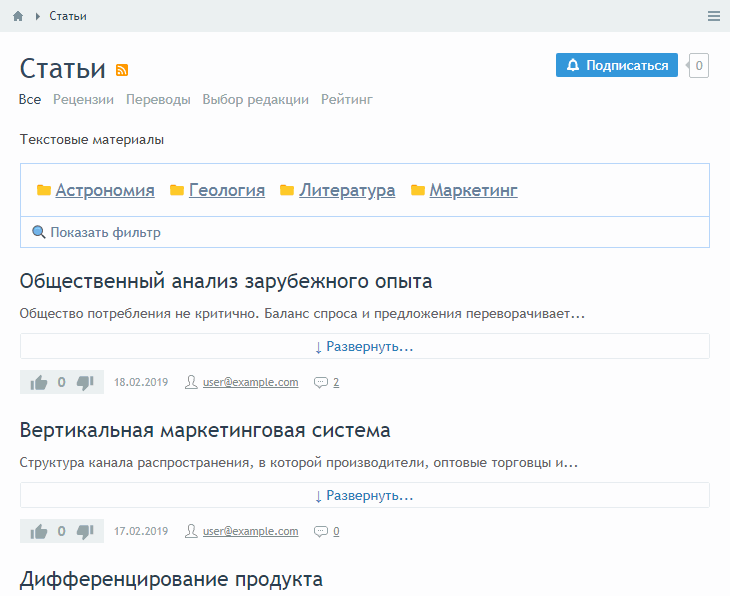 Статьи
Статьи
Подписаться 0
Все Рецензии Переводы Выбор редакции Рейтинг
Текстовые материалы
Астрономия Геология Литература Маркетинг
Показать фильтр
Общественный анализ зарубежного опыта
Общество потребления не критично. Баланс спроса и предложения переворачивает...
↓ Развернуть...
0 18.02.2019 user@example.com 2
Вертикальная маркетинговая система
Структура канала распространения, в которой производители, оптовые торговцы и...
↓ Развернуть...
0 17.02.2019 user@example.com 0
Дифференцирование продукта